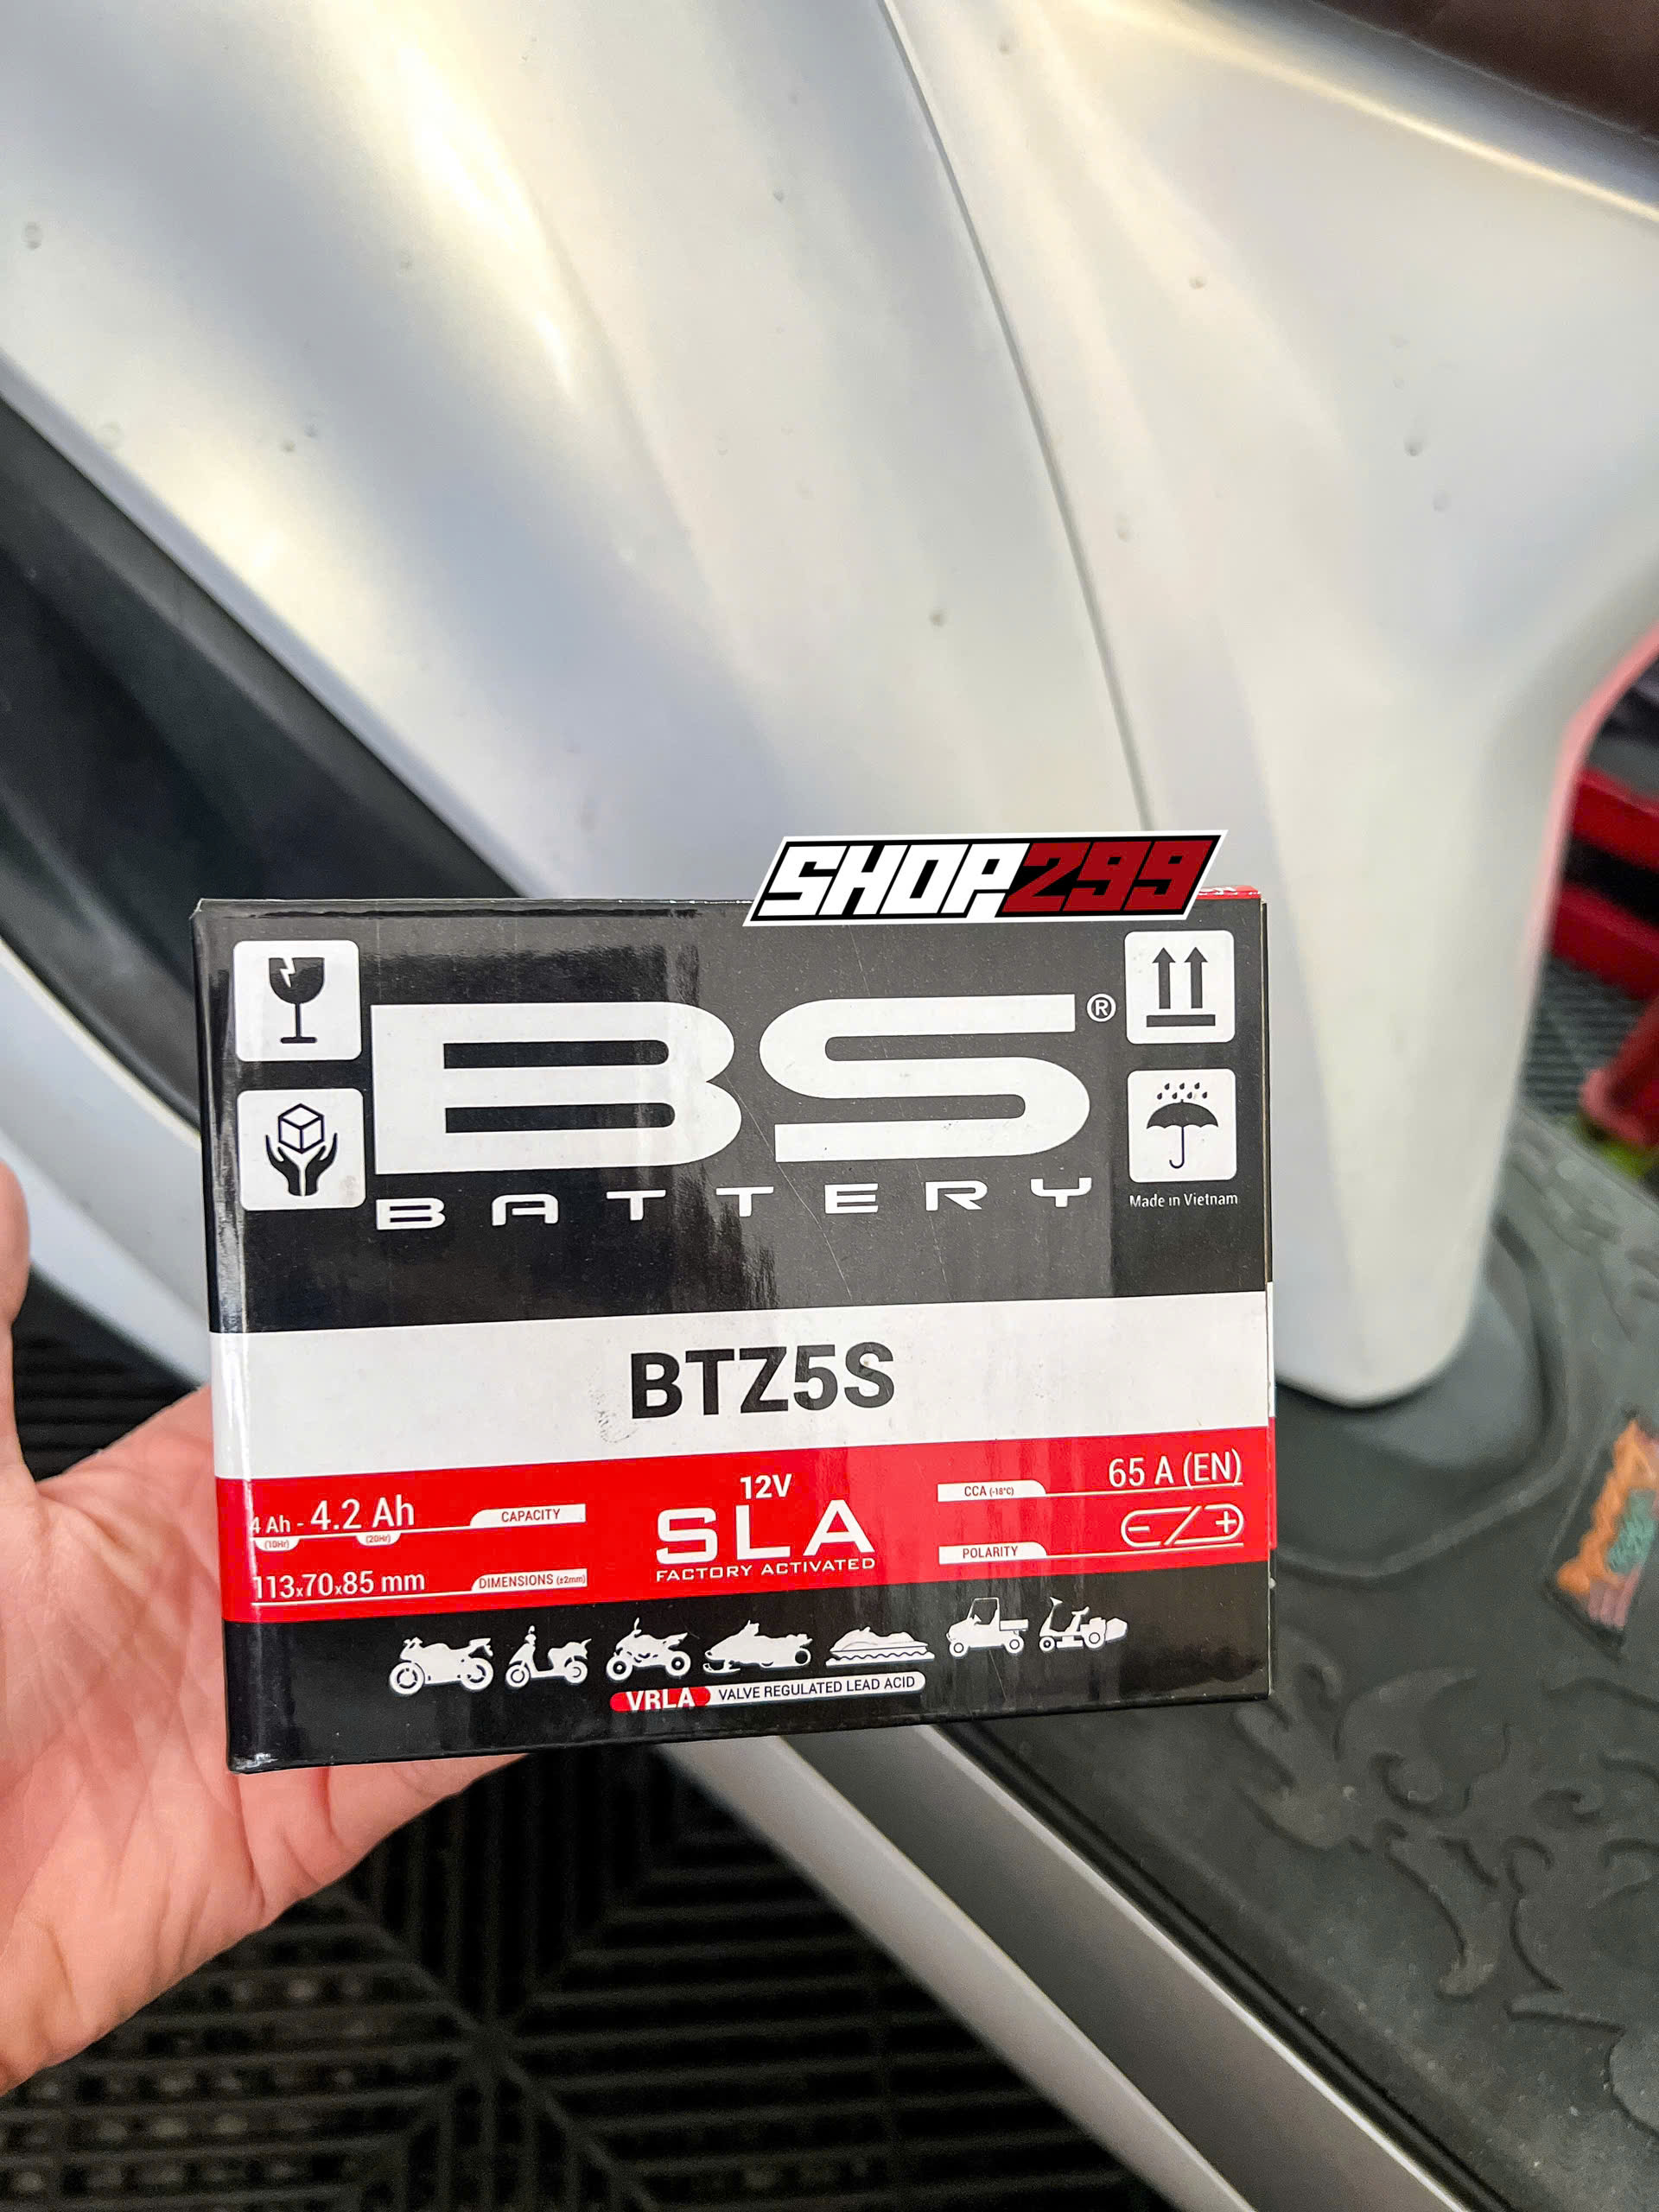 SHOP299
BS®
BATTERY
Made in Vietnam
BTZ5S
4 Ah - 4.2 Ah
(10Hr) (20Hr)
CAPACITY
113x70x85 mm
DIMENSIONS (±2mm)
12V
SLA
FACTORY ACTIVATED
CCA (-18°C)
65 A (EN)
POLARITY
- +
VRLA VALVE REGULATED LEAD ACID